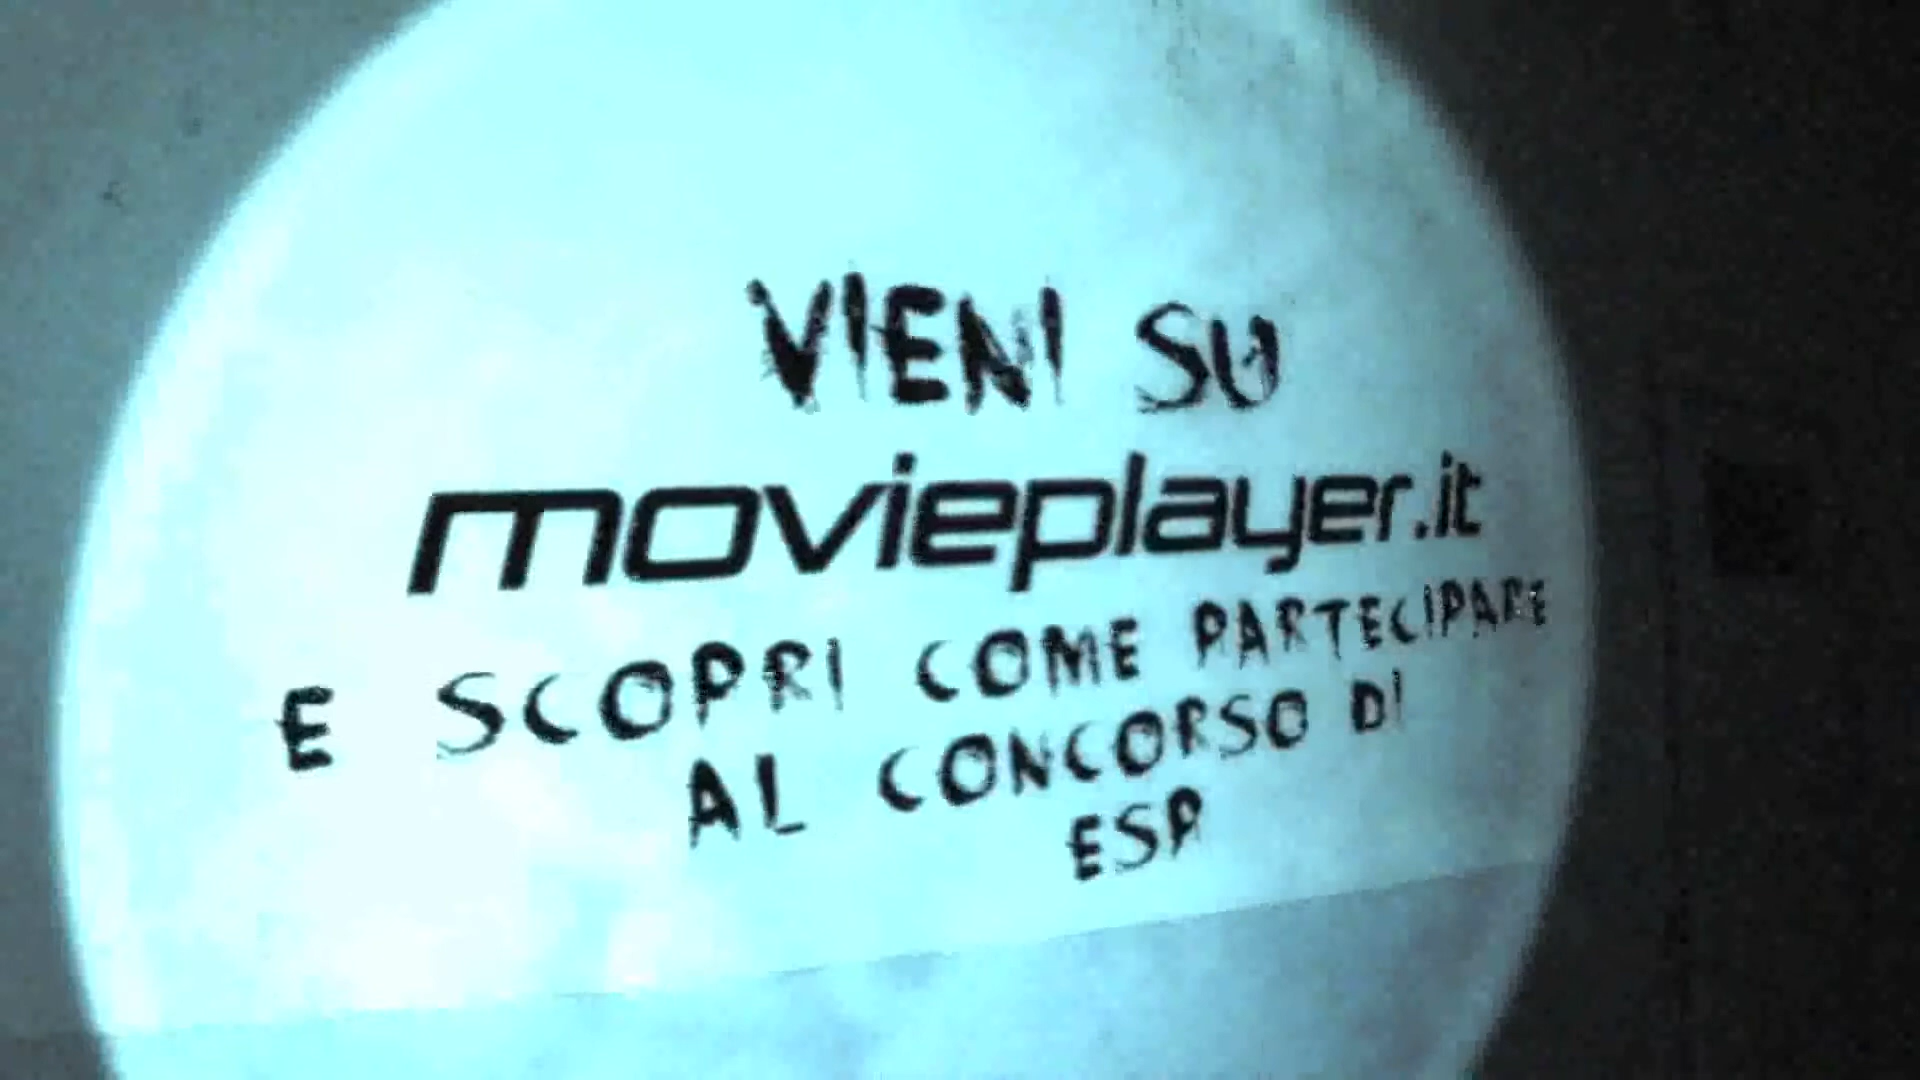 VIENI SU
movieplayer.it
E SCOPRI COME PARTECIPARE
AL CONCORSO DI
ESP